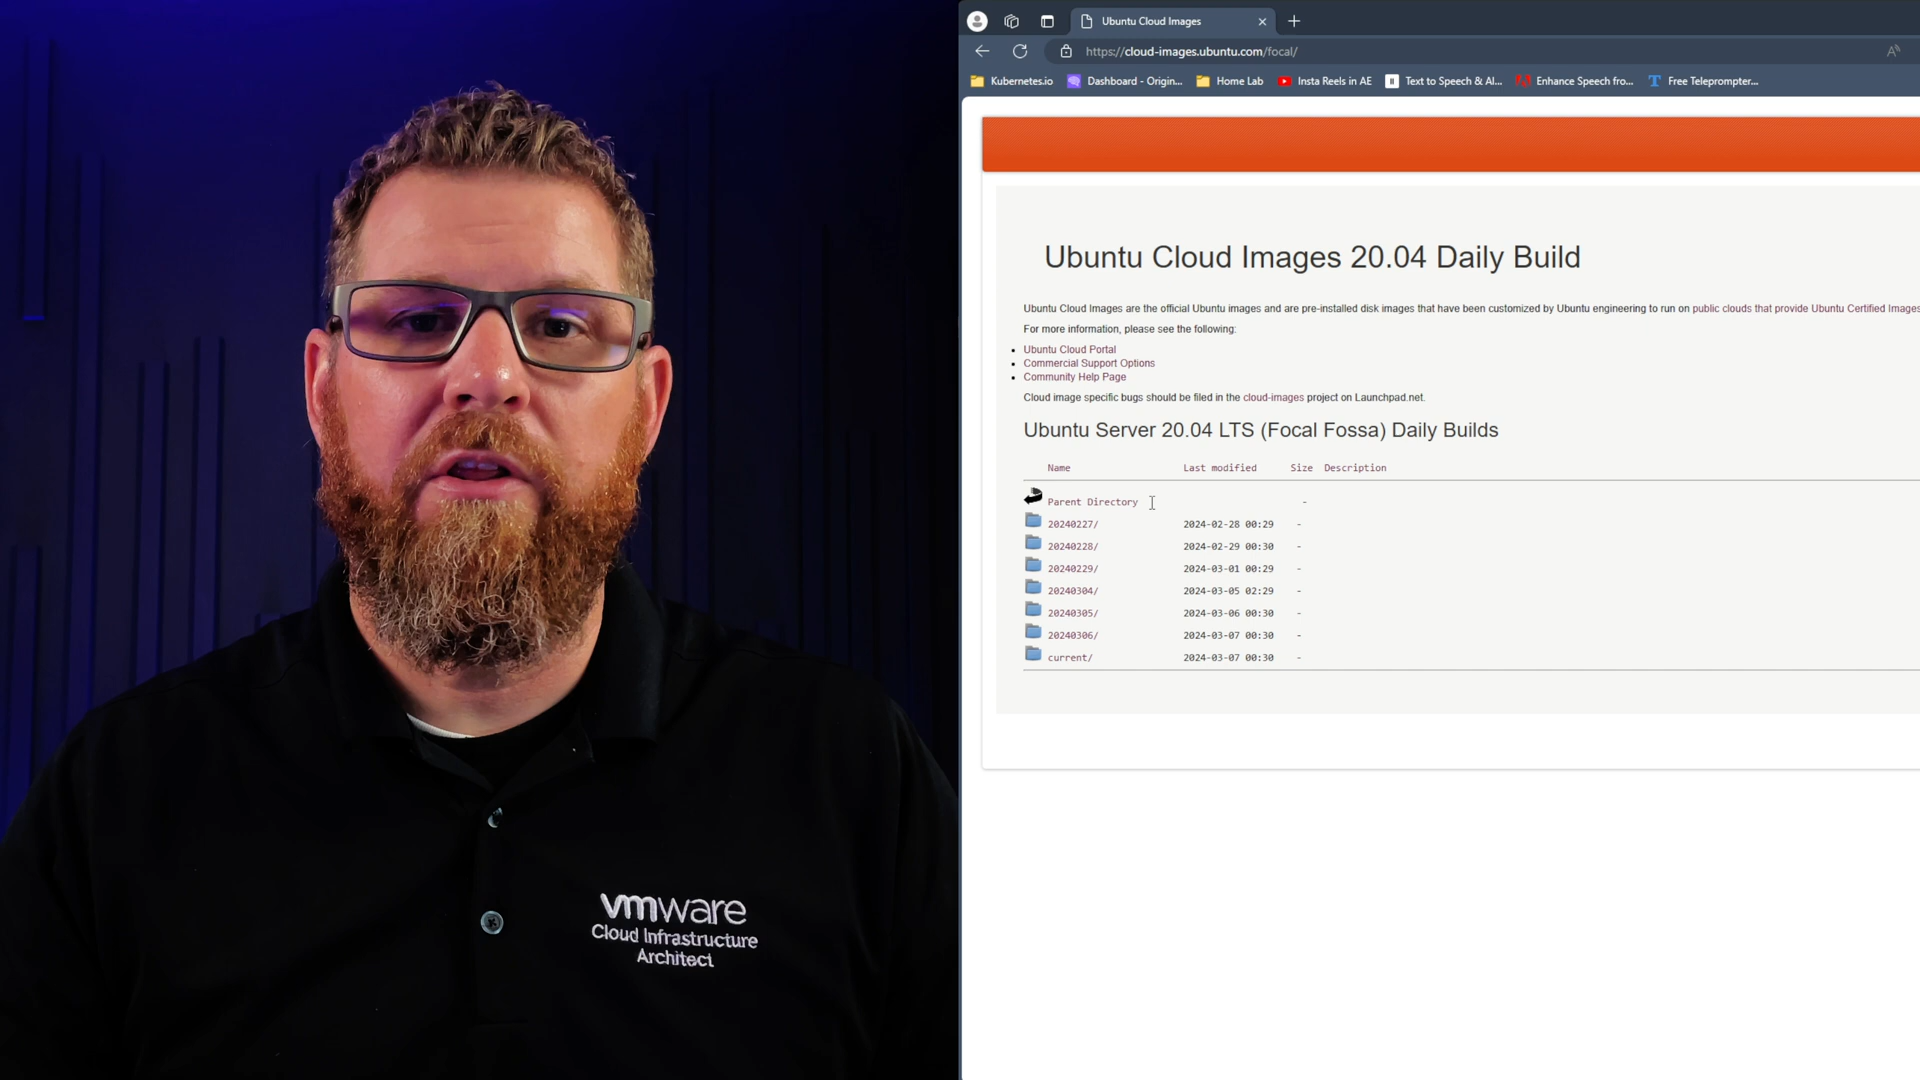 vmware
Cloud Infrastructure
Architect
Ubuntu Cloud Images
https://cloud-images.ubuntu.com/focal/
Kubernetes.io Dashboard - Origin... Home Lab Insta Reels in AE Text to Speech & AI... Enhance Speech fro... Free Teleprompter...
Ubuntu Cloud Images 20.04 Daily Build
Ubuntu Cloud Images are the official Ubuntu images and are pre-installed disk images that have been customized by Ubuntu engineering to run on public clouds that provide Ubuntu Certified Images
For more information, please see the following:
Ubuntu Cloud Portal
Commercial Support Options
Community Help Page
Cloud image specific bugs should be filed in the cloud-images project on Launchpad.net.
Ubuntu Server 20.04 LTS (Focal Fossa) Daily Builds
Name Last modified Size Description
Parent Directory -
20240227/ 2024-02-28 00:29 -
20240228/ 2024-02-29 00:30 -
20240229/ 2024-03-01 00:29 -
20240304/ 2024-03-05 02:29 -
20240305/ 2024-03-06 00:30 -
20240306/ 2024-03-07 00:30 -
current/ 2024-03-07 00:30 -